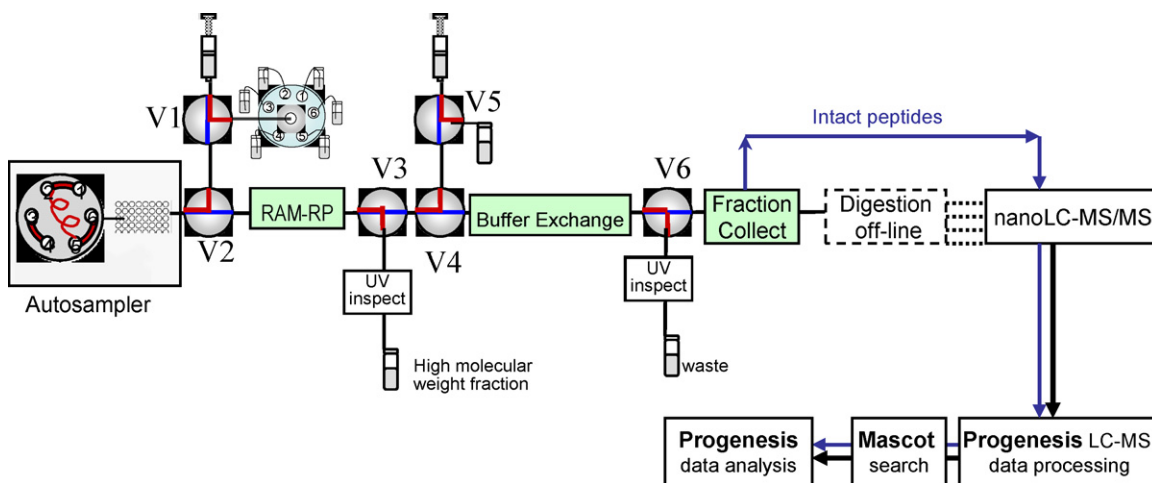 V1
V5
V3
V6
V2
V4
Autosampler
RAM-RP
UV
inspect
High molecular
weight fraction
Buffer Exchange
UV
inspect
waste
Fraction
Collect
Intact peptides
Digestion
off-line
nanoLC-MS/MS
Progenesis
data analysis
Mascot
search
Progenesis LC-MS
data processing